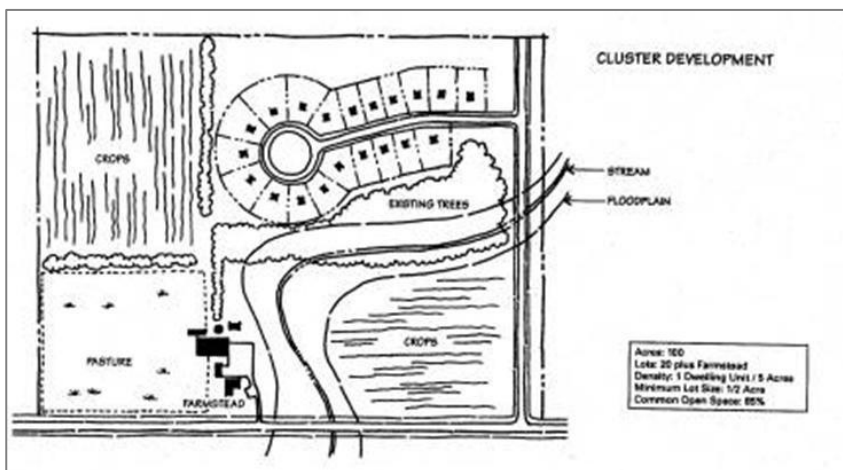 CLUSTER DEVELOPMENT
CROPS
EXISTING TREES
STREAM
FLOODPLAIN
PASTURE
CROPS
FARMSTEAD
Acres: 100
Lots: 20 plus Farmstead
Density: 1 Dwelling Unit / 5 Acres
Minimum Lot Size: 1/2 Acre
Common Open Space: 85%